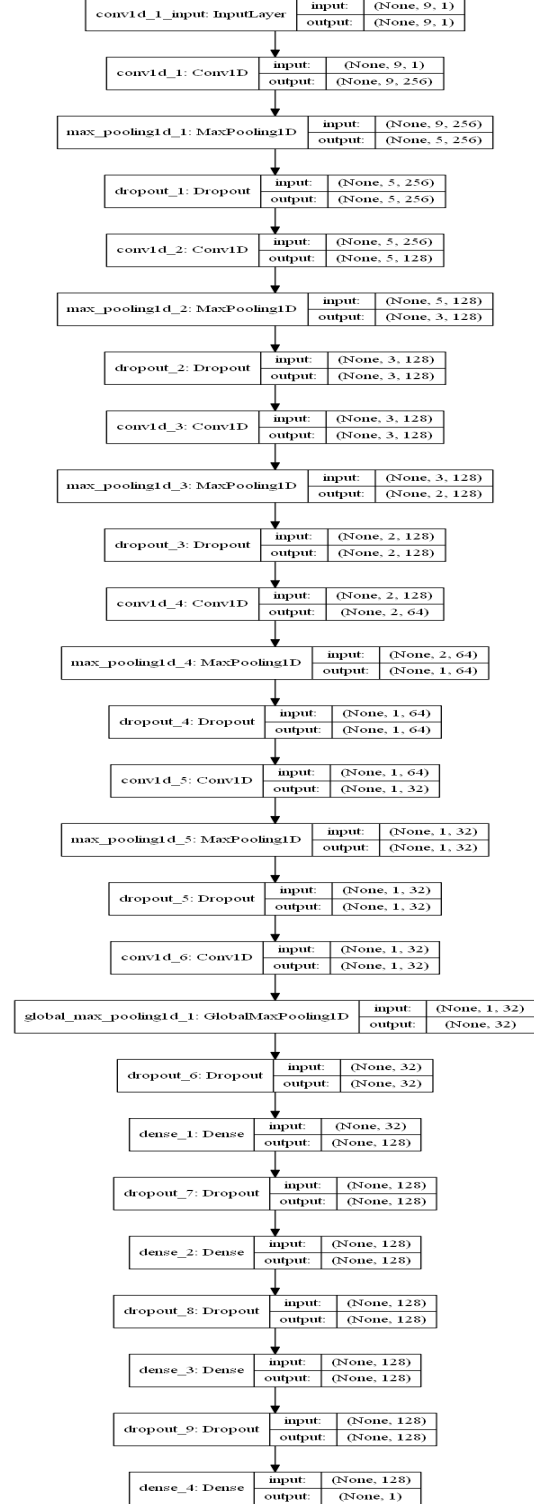 conv1d_1_input: InputLayer input: (None, 9, 1)
output: (None, 9, 1)
conv1d_1: Conv1D input: (None, 9, 1)
output: (None, 9, 256)
max_pooling1d_1: MaxPooling1D input: (None, 9, 256)
output: (None, 5, 256)
dropout_1: Dropout input: (None, 5, 256)
output: (None, 5, 256)
conv1d_2: Conv1D input: (None, 5, 256)
output: (None, 5, 128)
max_pooling1d_2: MaxPooling1D input: (None, 5, 128)
output: (None, 3, 128)
dropout_2: Dropout input: (None, 3, 128)
output: (None, 3, 128)
conv1d_3: Conv1D input: (None, 3, 128)
output: (None, 3, 128)
max_pooling1d_3: MaxPooling1D input: (None, 3, 128)
output: (None, 2, 128)
dropout_3: Dropout input: (None, 2, 128)
output: (None, 2, 128)
conv1d_4: Conv1D input: (None, 2, 128)
output: (None, 2, 64)
max_pooling1d_4: MaxPooling1D input: (None, 2, 64)
output: (None, 1, 64)
dropout_4: Dropout input: (None, 1, 64)
output: (None, 1, 64)
conv1d_5: Conv1D input: (None, 1, 64)
output: (None, 1, 32)
max_pooling1d_5: MaxPooling1D input: (None, 1, 32)
output: (None, 1, 32)
dropout_5: Dropout input: (None, 1, 32)
output: (None, 1, 32)
conv1d_6: Conv1D input: (None, 1, 32)
output: (None, 1, 32)
global_max_pooling1d_1: GlobalMaxPooling1D input: (None, 1, 32)
output: (None, 32)
dropout_6: Dropout input: (None, 32)
output: (None, 32)
dense_1: Dense input: (None, 32)
output: (None, 128)
dropout_7: Dropout input: (None, 128)
output: (None, 128)
dense_2: Dense input: (None, 128)
output: (None, 128)
dropout_8: Dropout input: (None, 128)
output: (None, 128)
dense_3: Dense input: (None, 128)
output: (None, 128)
dropout_9: Dropout input: (None, 128)
output: (None, 128)
dense_4: Dense input: (None, 128)
output: (None, 1)